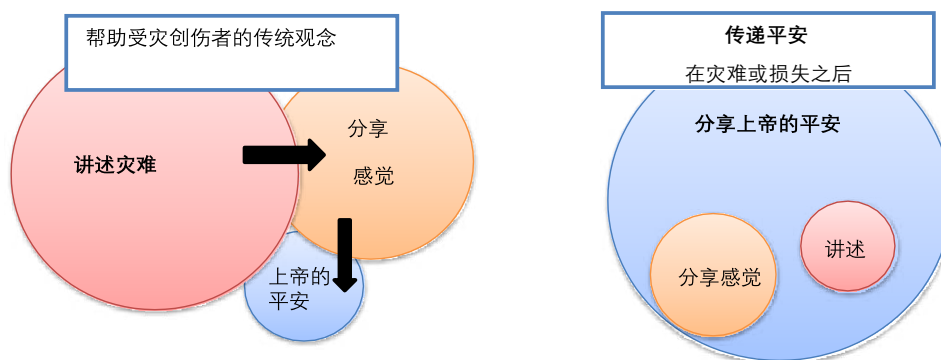 帮助受灾创伤者的传统观念
讲述灾难
分享
感觉
上帝的
平安
传递平安
在灾难或损失之后
分享上帝的平安
分享感觉
讲述